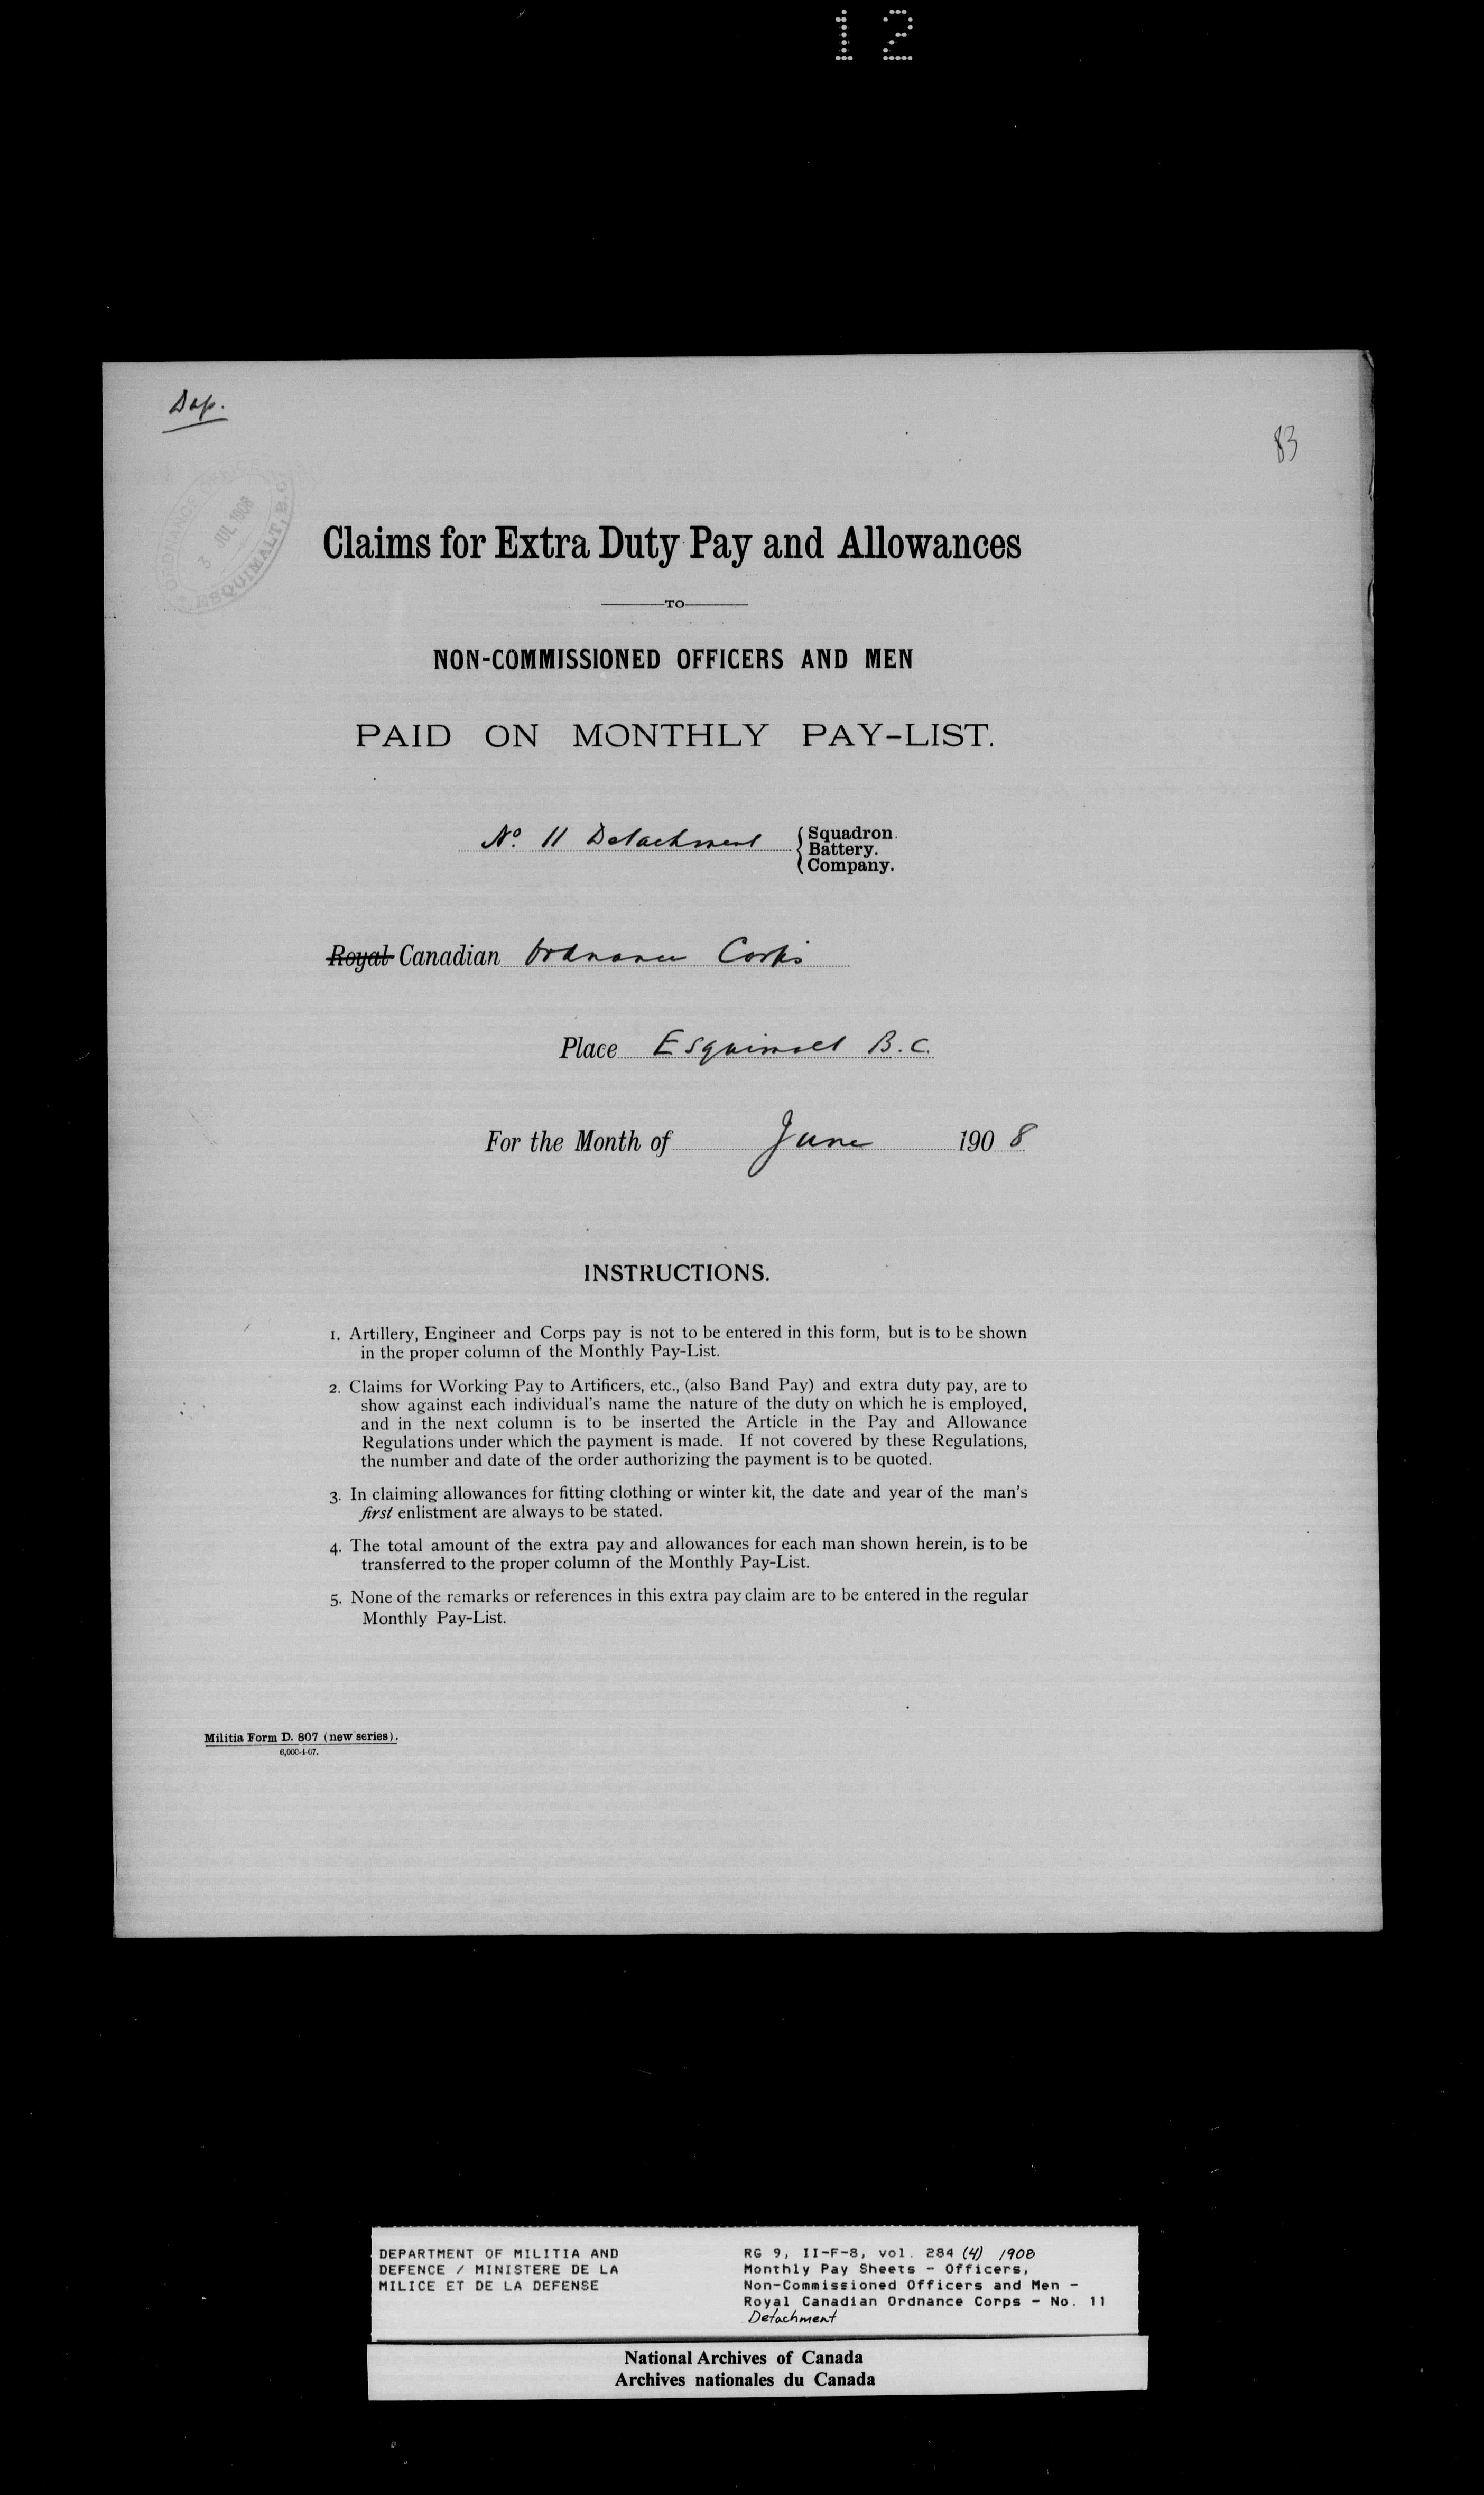 12
Dup.
83
ORDNANCE OFFICE
3 JUL 1908
ESQUIMALT, B.C.
Claims for Extra Duty Pay and Allowances
TO
NON-COMMISSIONED OFFICERS AND MEN
PAID ON MONTHLY PAY-LIST.
No. 11 Detachment { Squadron.
Battery.
Company.
Royal Canadian Ordnance Corps
Place Esquimalt B.C.
For the Month of June 1908
INSTRUCTIONS.
1. Artillery, Engineer and Corps pay is not to be entered in this form, but is to be shown
in the proper column of the Monthly Pay-List.
2. Claims for Working Pay to Artificers, etc., (also Band Pay) and extra duty pay, are to
show against each individual's name the nature of the duty on which he is employed,
and in the next column is to be inserted the Article in the Pay and Allowance
Regulations under which the payment is made. If not covered by these Regulations,
the number and date of the order authorizing the payment is to be quoted.
3. In claiming allowances for fitting clothing or winter kit, the date and year of the man's
first enlistment are always to be stated.
4. The total amount of the extra pay and allowances for each man shown herein, is to be
transferred to the proper column of the Monthly Pay-List.
5. None of the remarks or references in this extra pay claim are to be entered in the regular
Monthly Pay-List.
Militia Form D. 807 (new series).
6,000-4-07.
DEPARTMENT OF MILITIA AND
DEFENCE / MINISTERE DE LA
MILICE ET DE LA DEFENSE
RG 9, II-F-8, vol. 284 (4) 1908
Monthly Pay Sheets - Officers,
Non-Commissioned Officers and Men -
Royal Canadian Ordnance Corps - No. 11
Detachment
National Archives of Canada
Archives nationales du Canada